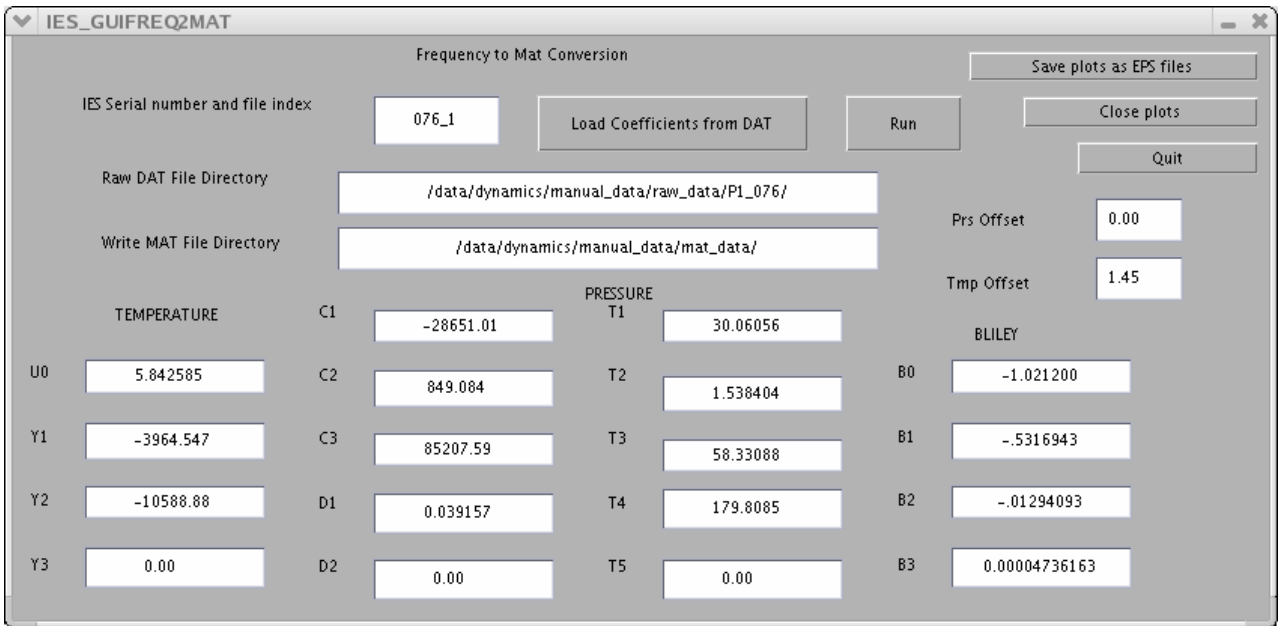 IES_GUIFREQ2MAT
Frequency to Mat Conversion
Save plots as EPS files
IES Serial number and file index 076_1 Load Coefficients from DAT Run Close plots
Quit
Raw DAT File Directory /data/dynamics/manual_data/raw_data/P1_076/
Prs Offset 0.00
Write MAT File Directory /data/dynamics/manual_data/mat_data/
Tmp Offset 1.45
PRESSURE
TEMPERATURE C1 -28651.01 T1 30.06056
BLILEY
U0 5.842585 C2 849.084 T2 1.538404 B0 -1.021200
Y1 -3964.547 C3 85207.59 T3 58.33088 B1 -.5316943
Y2 -10588.88 D1 0.039157 T4 179.8085 B2 -.01294093
Y3 0.00 D2 0.00 T5 0.00 B3 0.00004736163